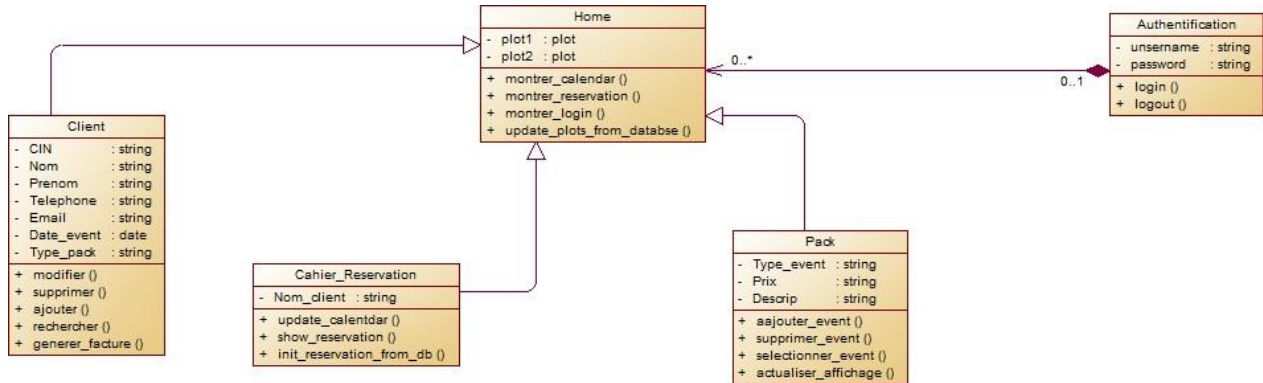 Home
- plot1 : plot
- plot2 : plot
+ montrer_calendar ()
+ montrer_reservation ()
+ montrer_login ()
+ update_plots_from_databse ()
Authentification
- unsername : string
- password : string
+ login ()
+ logout ()
0..*
0..1
Client
- CIN : string
- Nom : string
- Prenom : string
- Telephone : string
- Email : string
- Date_event : date
- Type_pack : string
+ modifier ()
+ supprimer ()
+ ajouter ()
+ rechercher ()
+ generer_facture ()
Cahier_Reservation
- Nom_client : string
+ update_calentdar ()
+ show_reservation ()
+ init_reservation_from_db ()
Pack
- Type_event : string
- Prix : string
- Descrip : string
+ aajouter_event ()
+ supprimer_event ()
+ selectionner_event ()
+ actualiser_affichage ()